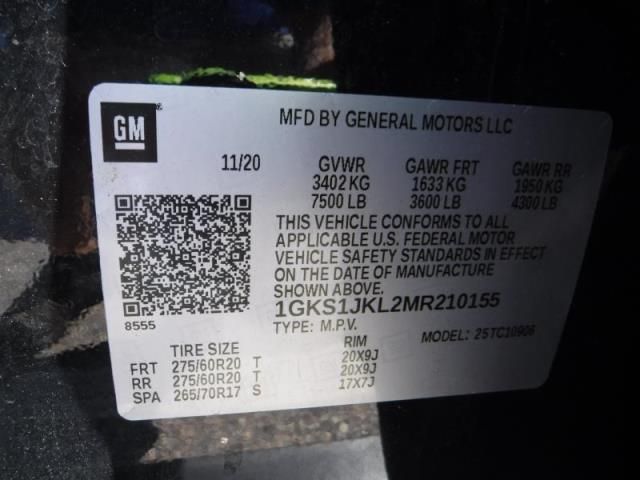 GM ®
MFD BY GENERAL MOTORS LLC
11/20 GVWR GAWR FRT GAWR RR
3402 KG 1633 KG 1950 KG
7500 LB 3600 LB 4300 LB
THIS VEHICLE CONFORMS TO ALL
APPLICABLE U.S. FEDERAL MOTOR
VEHICLE SAFETY STANDARDS IN EFFECT
ON THE DATE OF MANUFACTURE
SHOWN ABOVE.
8555
1GKS1JKL2MR210155
TYPE: M.P.V. MODEL: 25TC10906
TIRE SIZE RIM
FRT 275/60R20 T 20X9J
RR 275/60R20 T 20X9J
SPA 265/70R17 S 17X7J